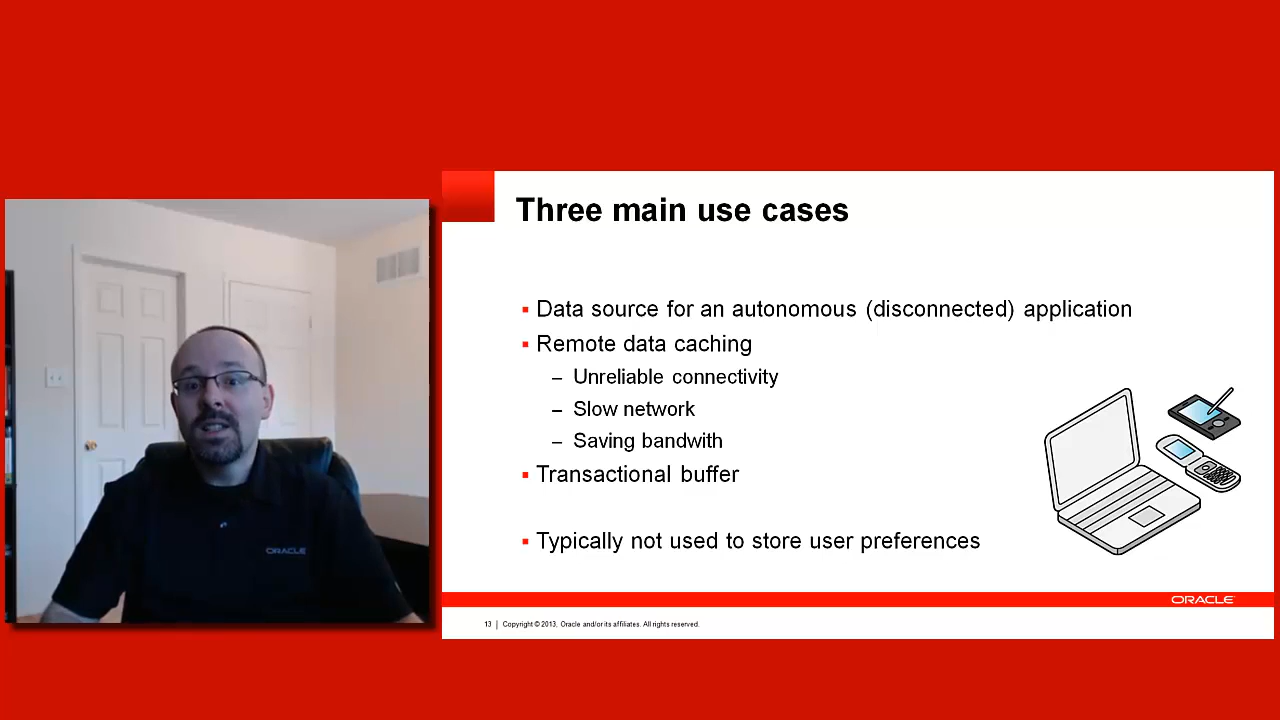 Three main use cases
▪ Data source for an autonomous (disconnected) application
▪ Remote data caching
– Unreliable connectivity
– Slow network
– Saving bandwith
▪ Transactional buffer
▪ Typically not used to store user preferences
ORACLE
ORACLE
13 | Copyright © 2013, Oracle and/or its affiliates. All rights reserved.